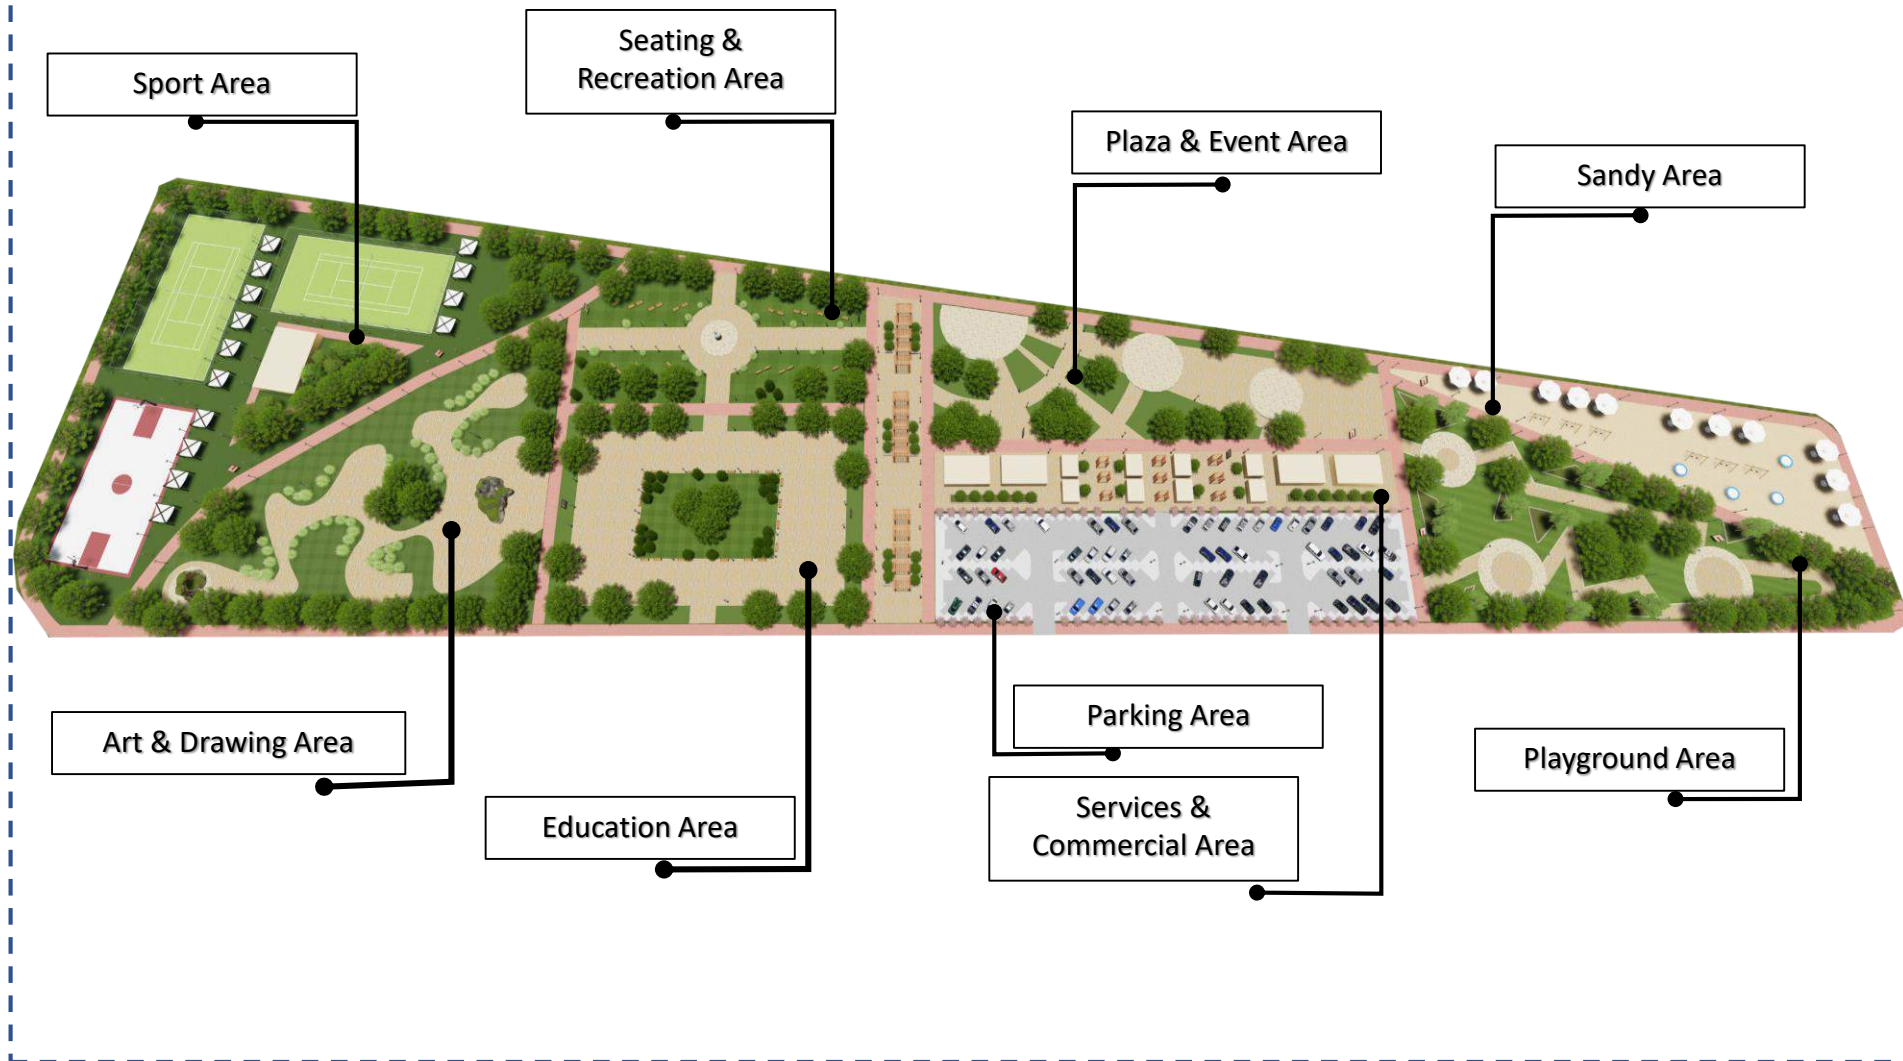 Sport Area
Seating &
Recreation Area
Plaza & Event Area
Sandy Area
Art & Drawing Area
Education Area
Parking Area
Services &
Commercial Area
Playground Area